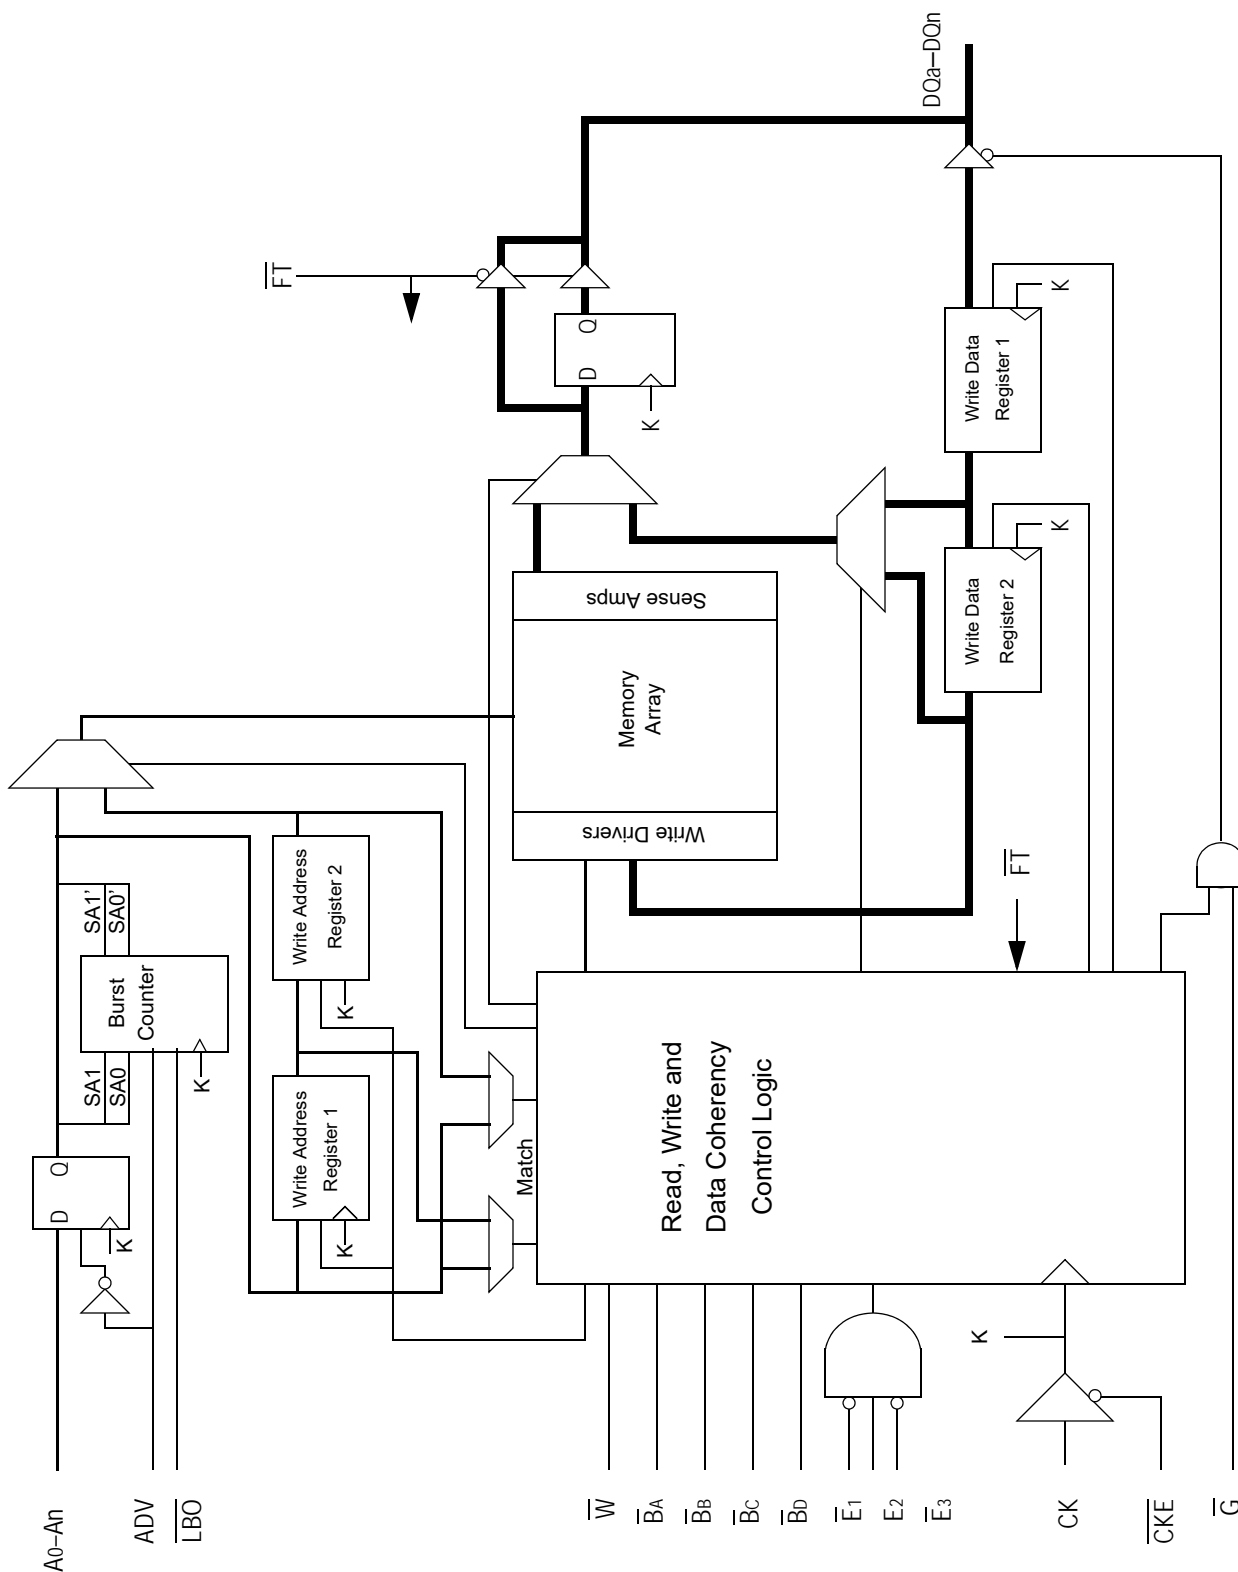 A0–An
ADV
LBO
W
BA
BB
BC
BD
E1
E2
E3
CK
CKE
G
D
Q
K
SA1
SA0
Burst
Counter
SA1’
SA0’
K
Write Address
Register 1
K
Write Address
Register 2
K
Match
Read, Write and
Data Coherency
Control Logic
K
FT
Write Drivers
Memory
Array
Sense Amps
Write Data
Register 2
K
Write Data
Register 1
K
D
Q
K
FT
DQa–DQn